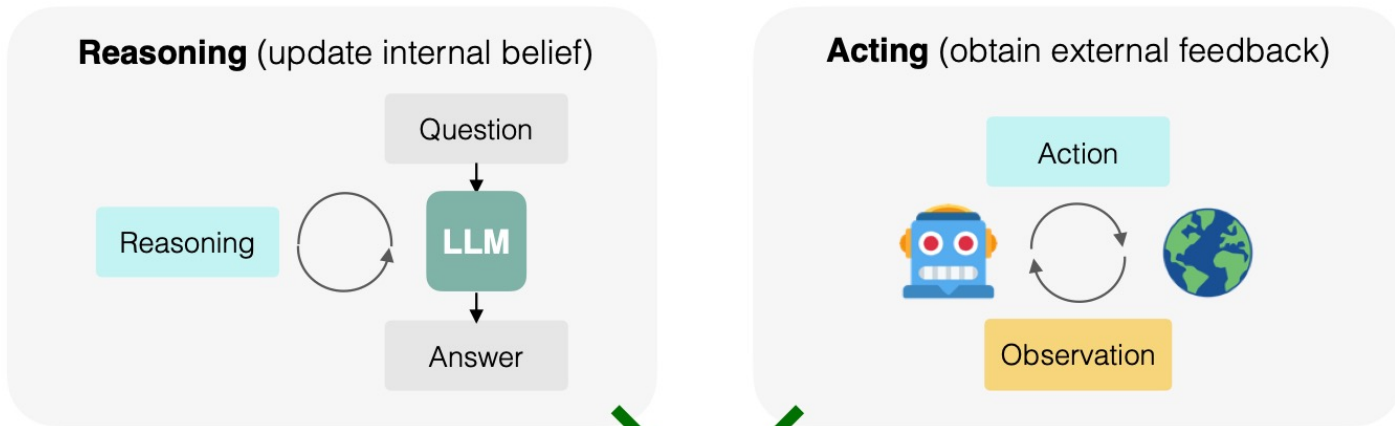 Reasoning (update internal belief)
Question
Reasoning
LLM
Answer
Acting (obtain external feedback)
Action
Observation